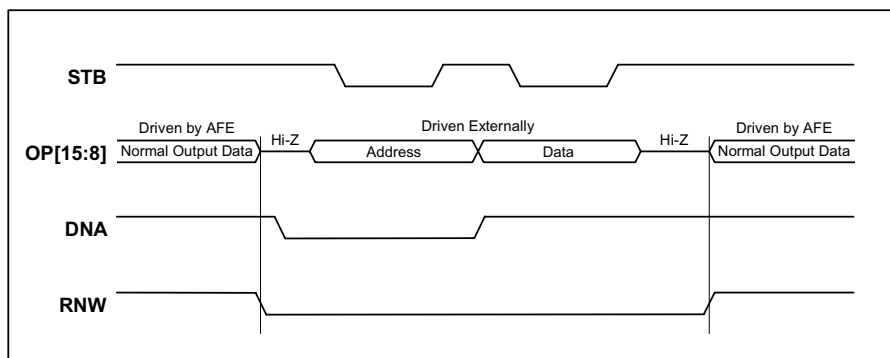 STB
Driven by AFE
Hi-Z
Driven Externally
Hi-Z
Driven by AFE
OP[15:8]
Normal Output Data
Address
Data
Normal Output Data
DNA
RNW